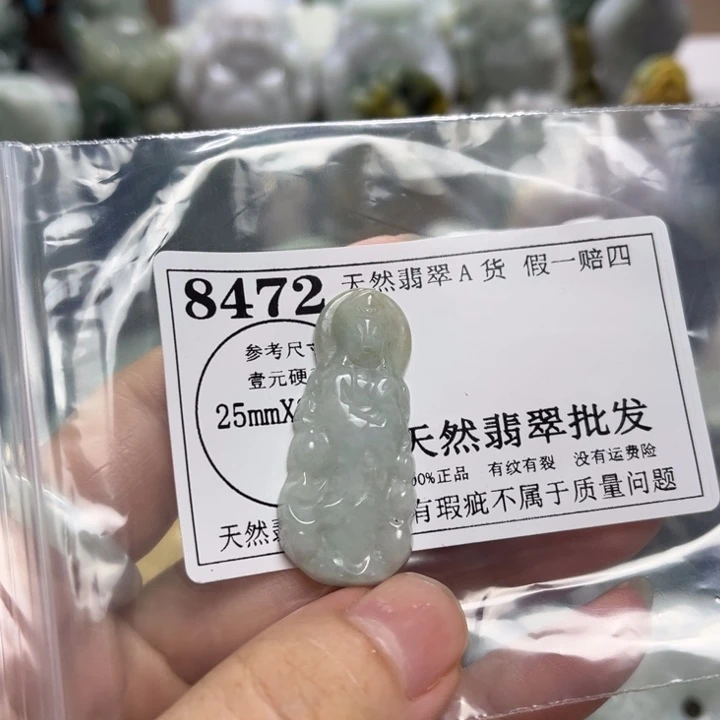 8472 天然翡翠A货 假一赔四
参考尺寸
壹元硬
25mmX
天然翡翠批发
00%正品 有纹有裂 没有运费险
有瑕疵不属于质量问题
天然